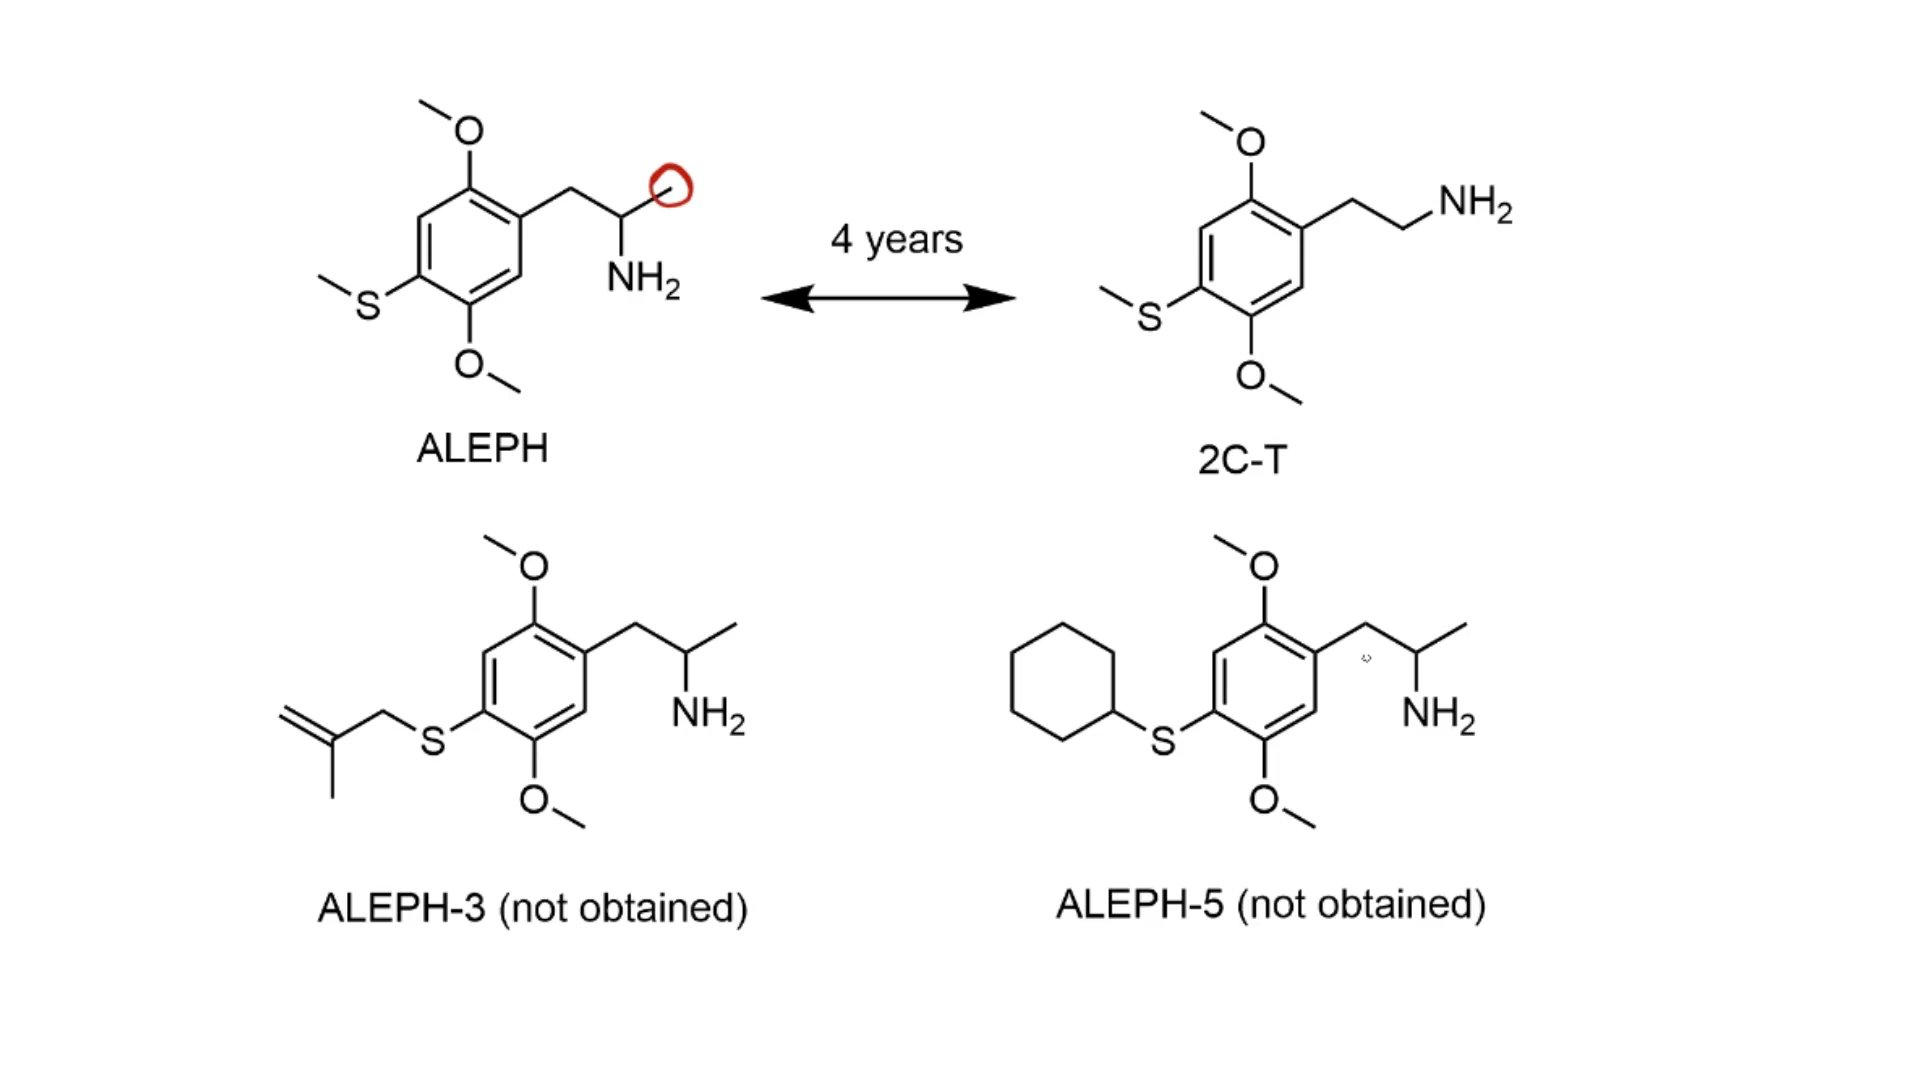 O
NH2
S
O
ALEPH
4 years
O
NH2
S
O
2C-T
O
NH2
S
O
ALEPH-3 (not obtained)
O
NH2
S
O
ALEPH-5 (not obtained)